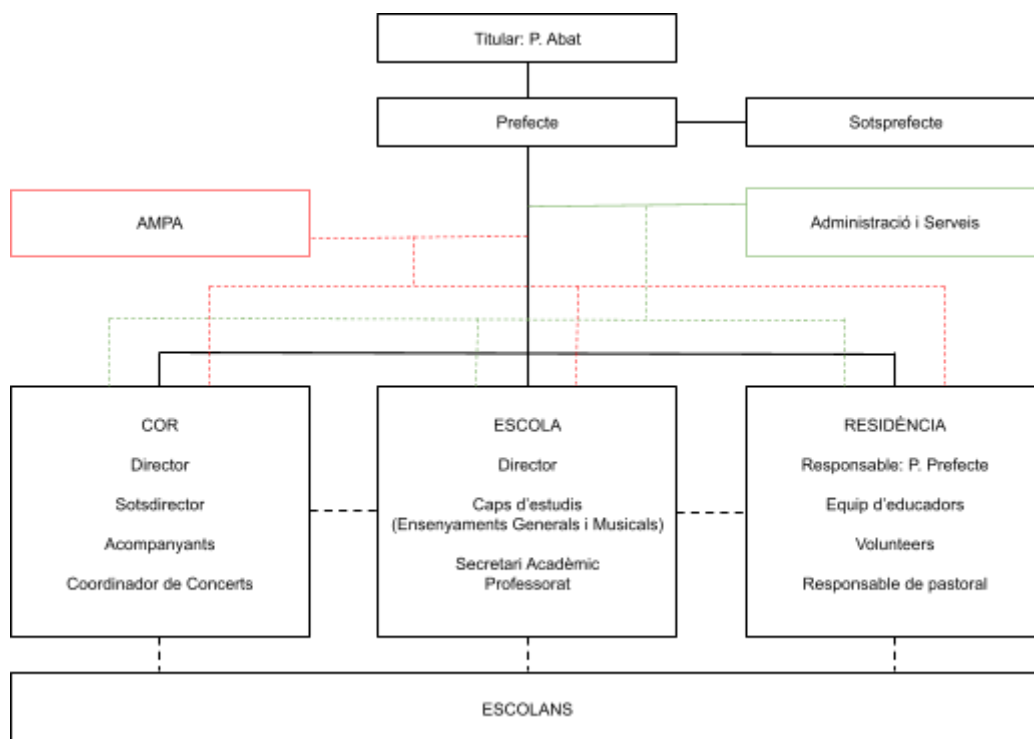 Titular: P. Abat
Prefecte
Sotsprefecte
AMPA
Administració i Serveis
COR
Director
Sotsdirector
Acompanyants
Coordinador de Concerts
ESCOLA
Director
Caps d’estudis
(Ensenyaments Generals i Musicals)
Secretari Acadèmic
Professorat
RESIDÈNCIA
Responsable: P. Prefecte
Equip d’educadors
Volunteers
Responsable de pastoral
ESCOLANS